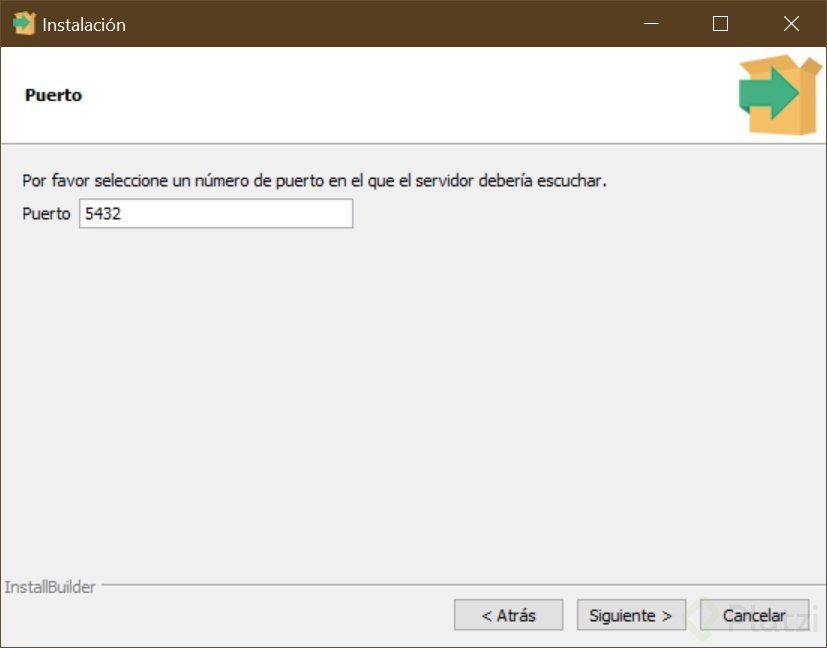 Instalación
Puerto
Por favor seleccione un número de puerto en el que el servidor debería escuchar.
Puerto 5432
InstallBuilder
< Atrás Siguiente > Cancelar
Platzi